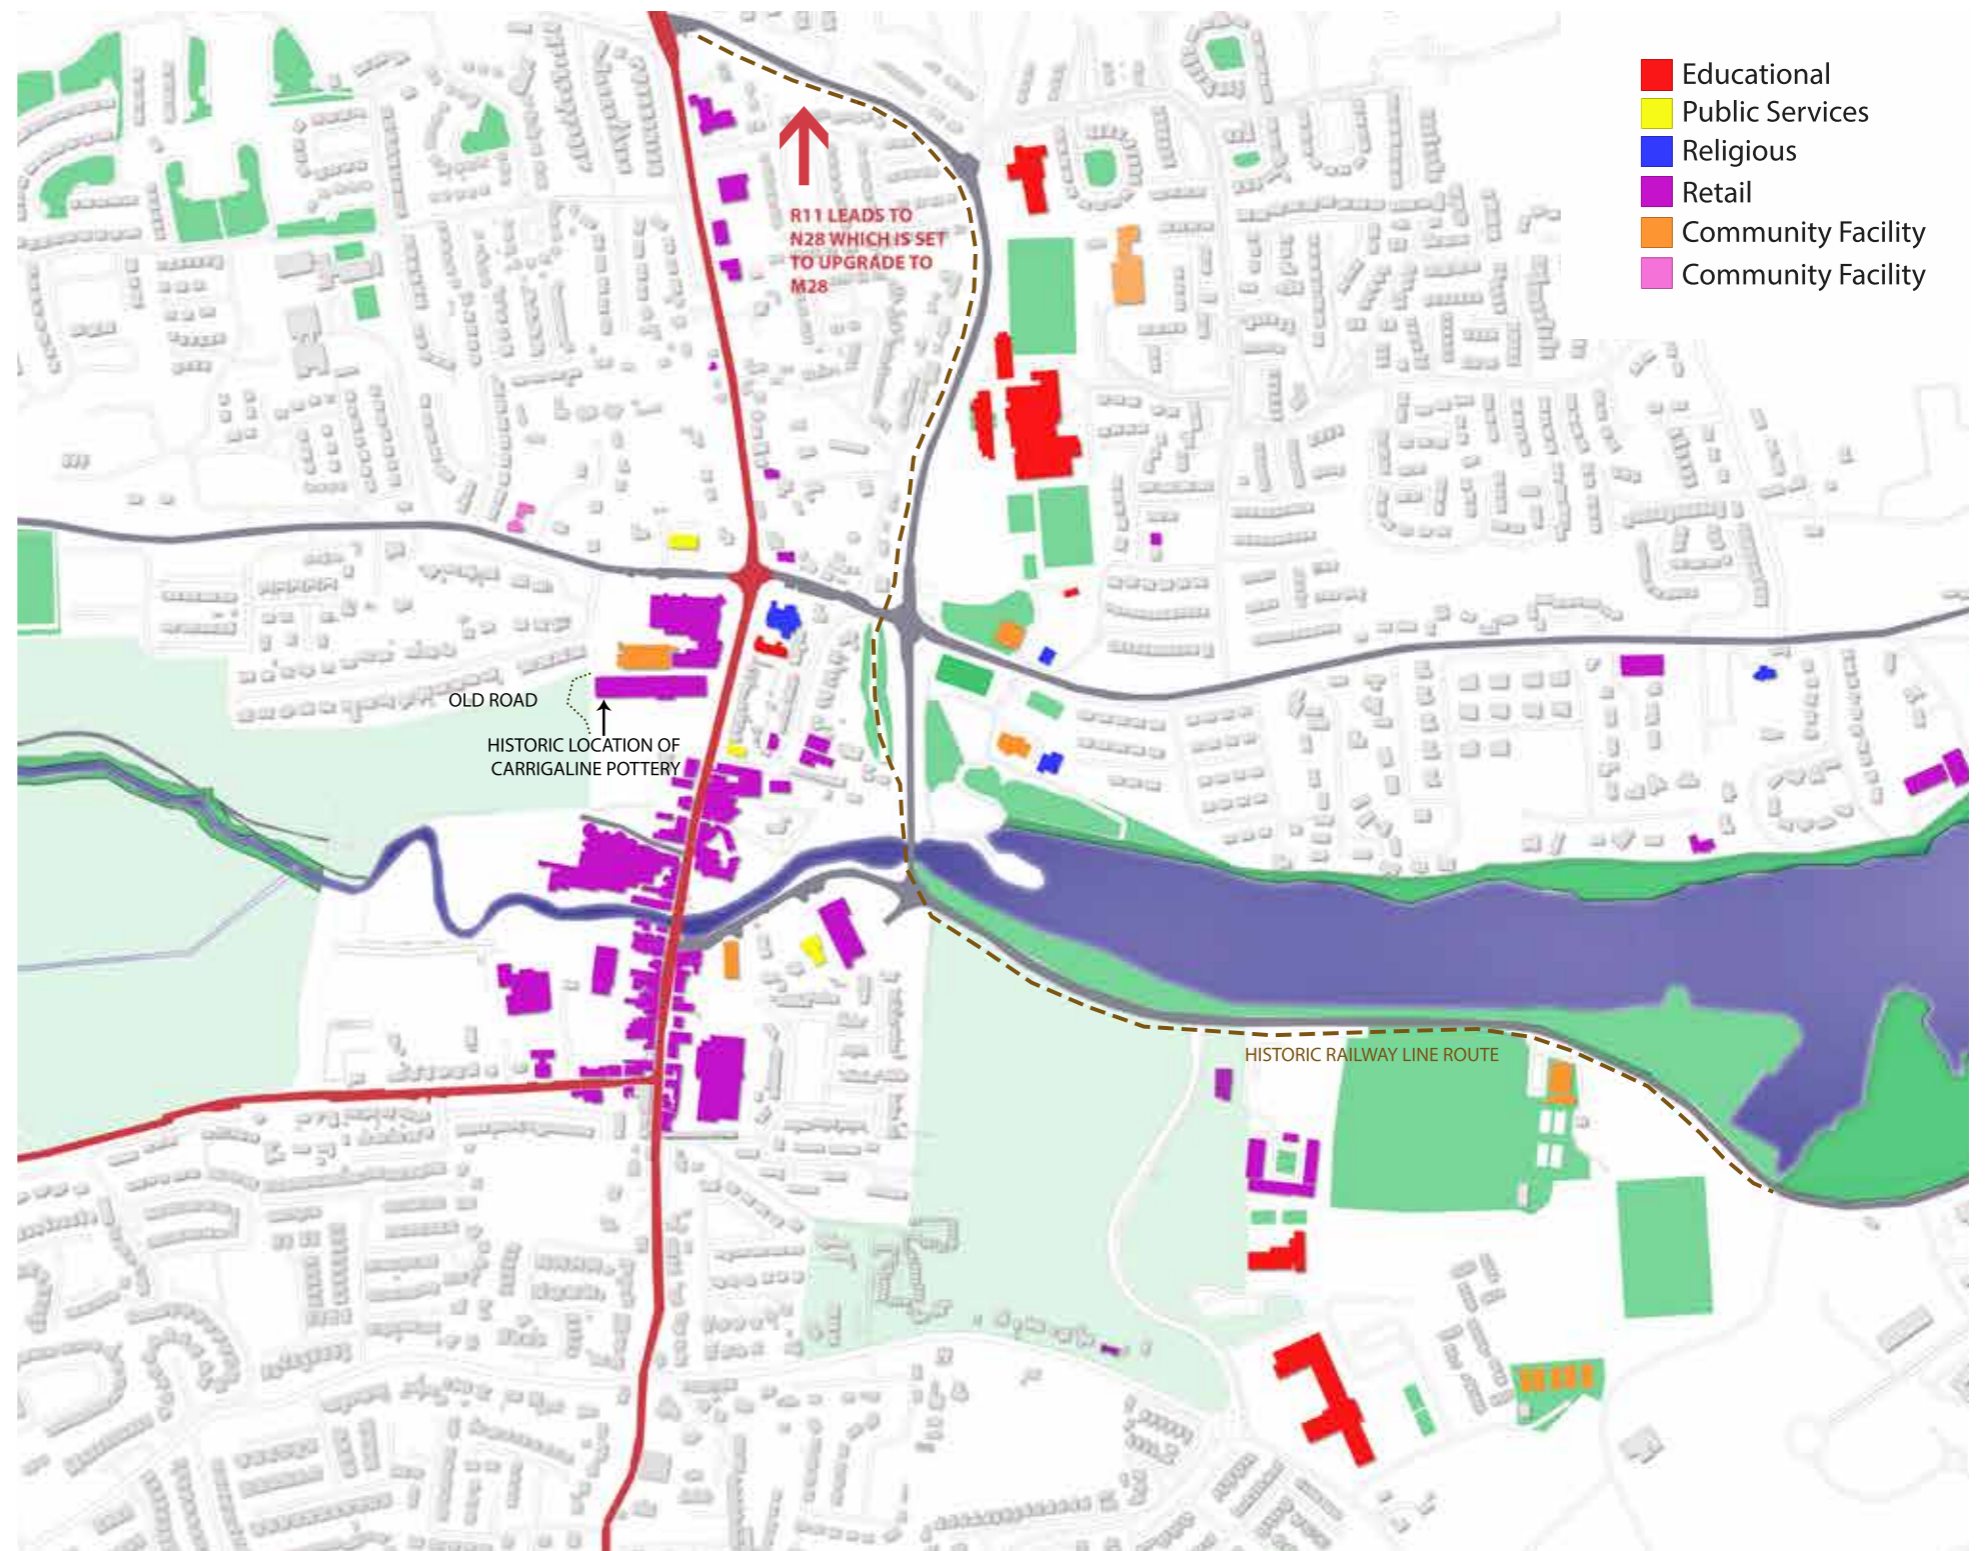 Educational
Public Services
Religious
Retail
Community Facility
Community Facility
R11 LEADS TO
N28 WHICH IS SET
TO UPGRADE TO
M28
OLD ROAD
HISTORIC LOCATION OF
CARRIGALINE POTTERY
HISTORIC RAILWAY LINE ROUTE